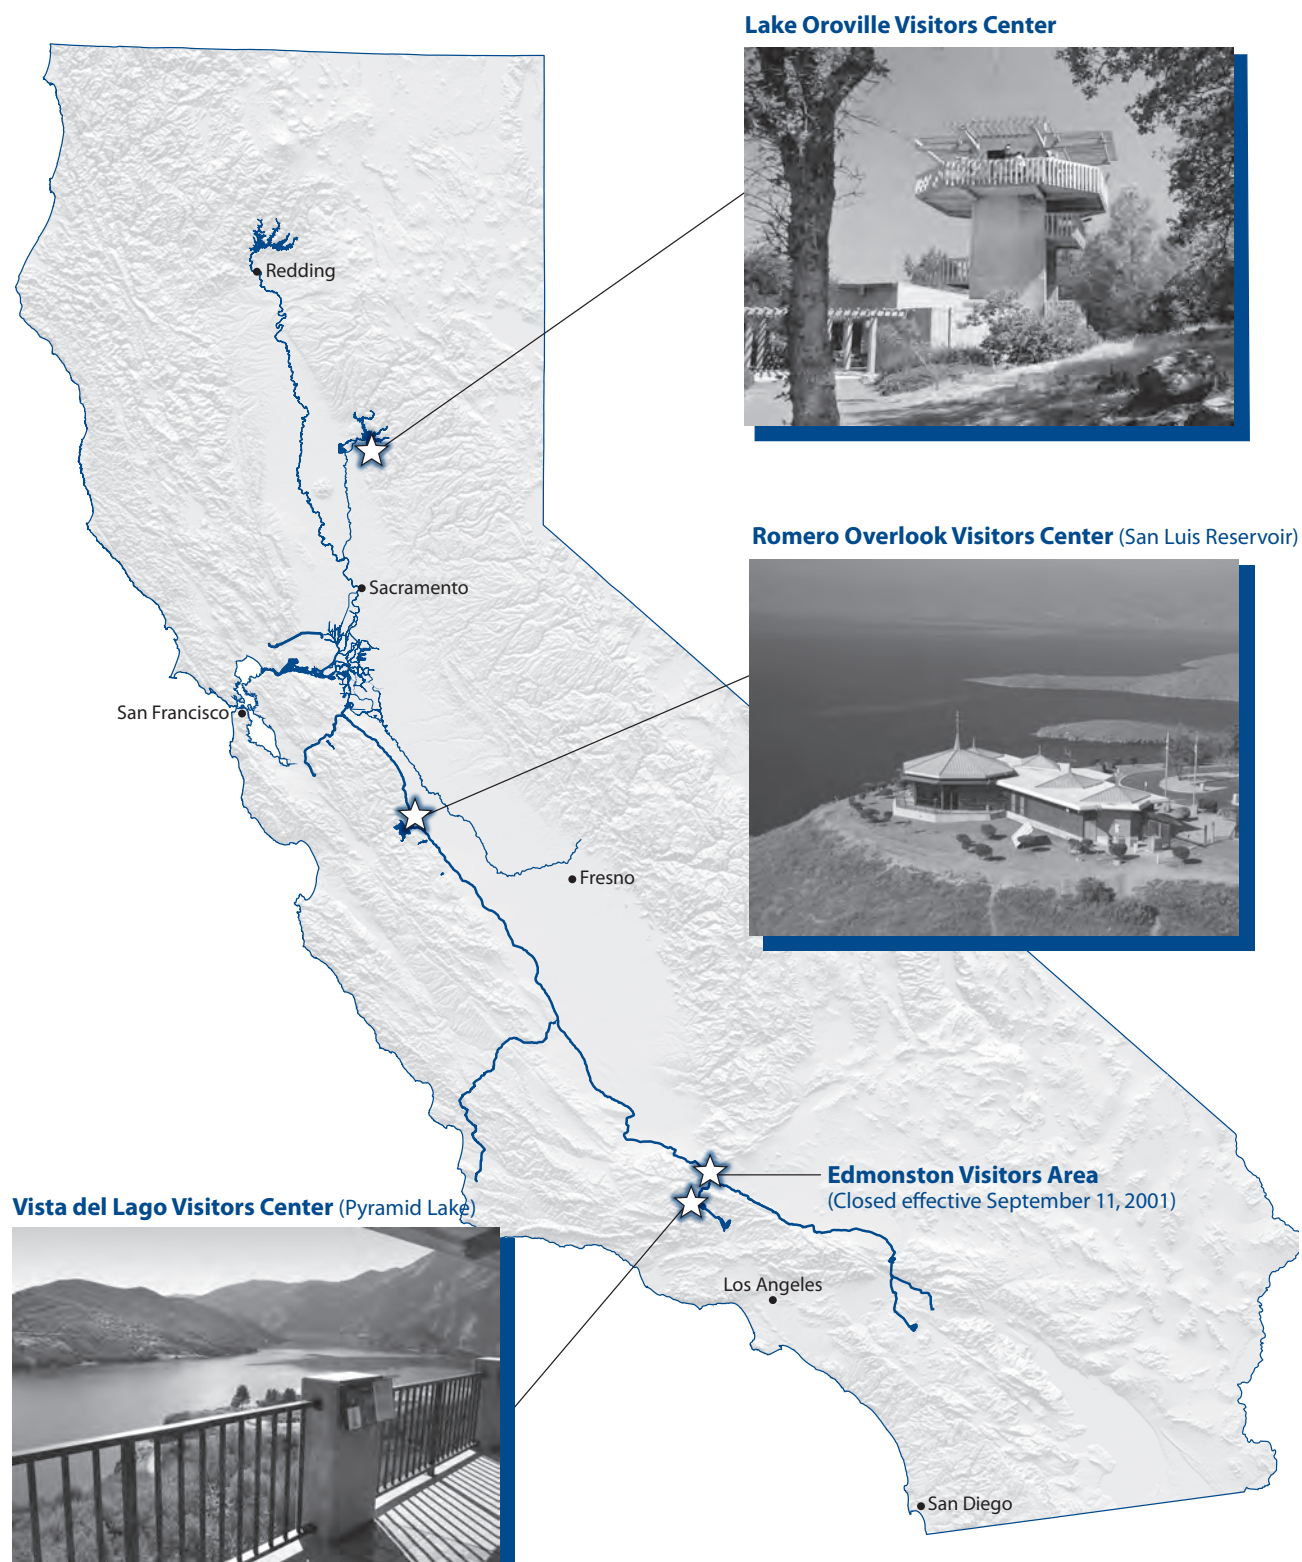 Lake Oroville Visitors Center
Redding
Romero Overlook Visitors Center (San Luis Reservoir)
Sacramento
San Francisco
Fresno
Edmonston Visitors Area
(Closed effective September 11, 2001)
Vista del Lago Visitors Center (Pyramid Lake)
Los Angeles
San Diego